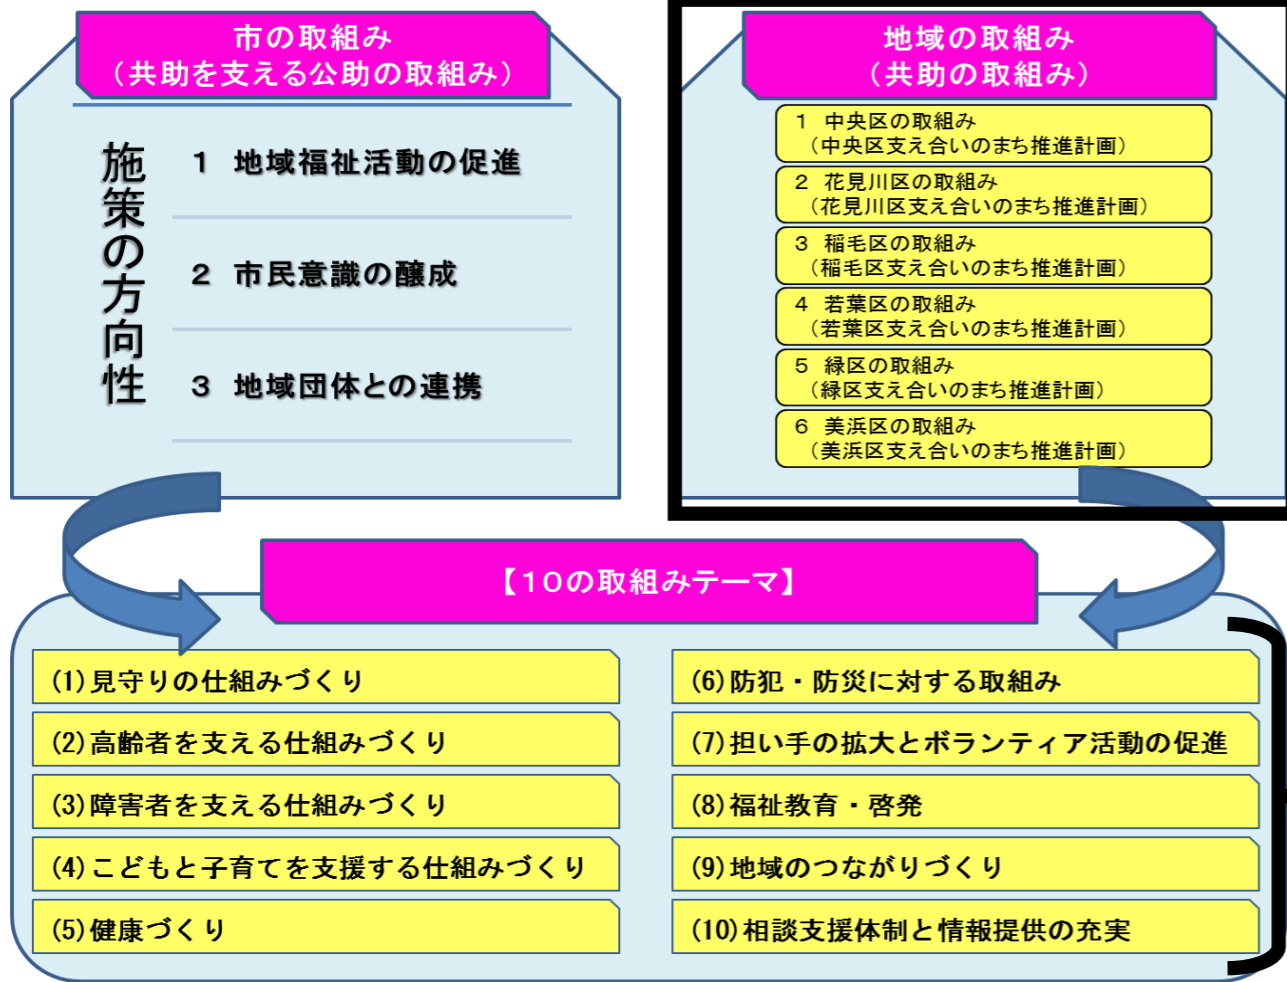 市の取組み
（共助を支える公助の取組み）
施策の方向性
１　地域福祉活動の促進
２　市民意識の醸成
３　地域団体との連携
地域の取組み
（共助の取組み）
１　中央区の取組み
（中央区支え合いのまち推進計画）
２　花見川区の取組み
（花見川区支え合いのまち推進計画）
３　稲毛区の取組み
（稲毛区支え合いのまち推進計画）
４　若葉区の取組み
（若葉区支え合いのまち推進計画）
５　緑区の取組み
（緑区支え合いのまち推進計画）
６　美浜区の取組み
（美浜区支え合いのまち推進計画）
【１０の取組みテーマ】
(1)見守りの仕組みづくり
(2)高齢者を支える仕組みづくり
(3)障害者を支える仕組みづくり
(4)こどもと子育てを支援する仕組みづくり
(5)健康づくり
(6)防犯・防災に対する取組み
(7)担い手の拡大とボランティア活動の促進
(8)福祉教育・啓発
(9)地域のつながりづくり
(10)相談支援体制と情報提供の充実